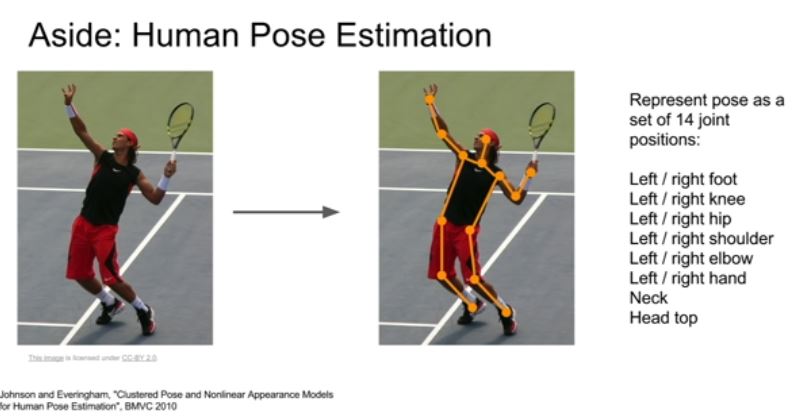 Aside: Human Pose Estimation
Represent pose as a
set of 14 joint
positions:
Left / right foot
Left / right knee
Left / right hip
Left / right shoulder
Left / right elbow
Left / right hand
Neck
Head top
This image is licensed under CC-BY 2.0.
Johnson and Everingham, "Clustered Pose and Nonlinear Appearance Models
for Human Pose Estimation", BMVC 2010